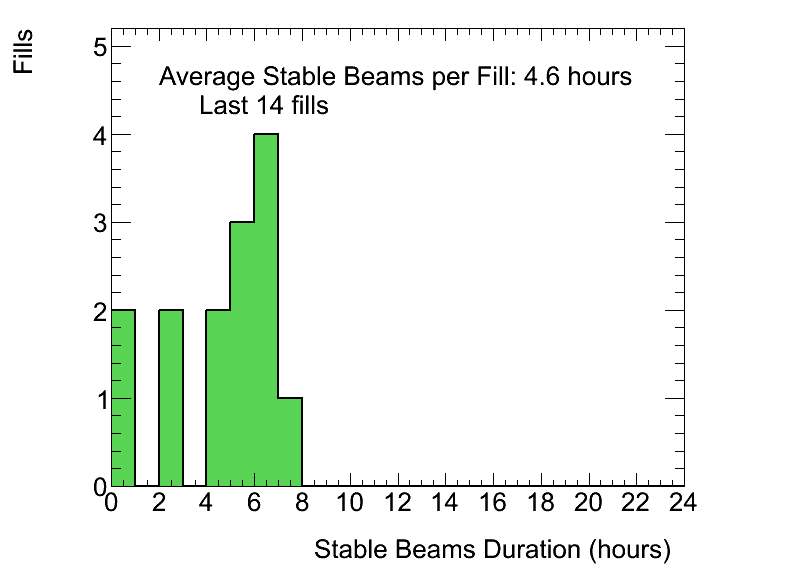 Fills
5
Average Stable Beams per Fill: 4.6 hours
Last 14 fills
4
3
2
1
0
0 2 4 6 8 10 12 14 16 18 20 22 24
Stable Beams Duration (hours)